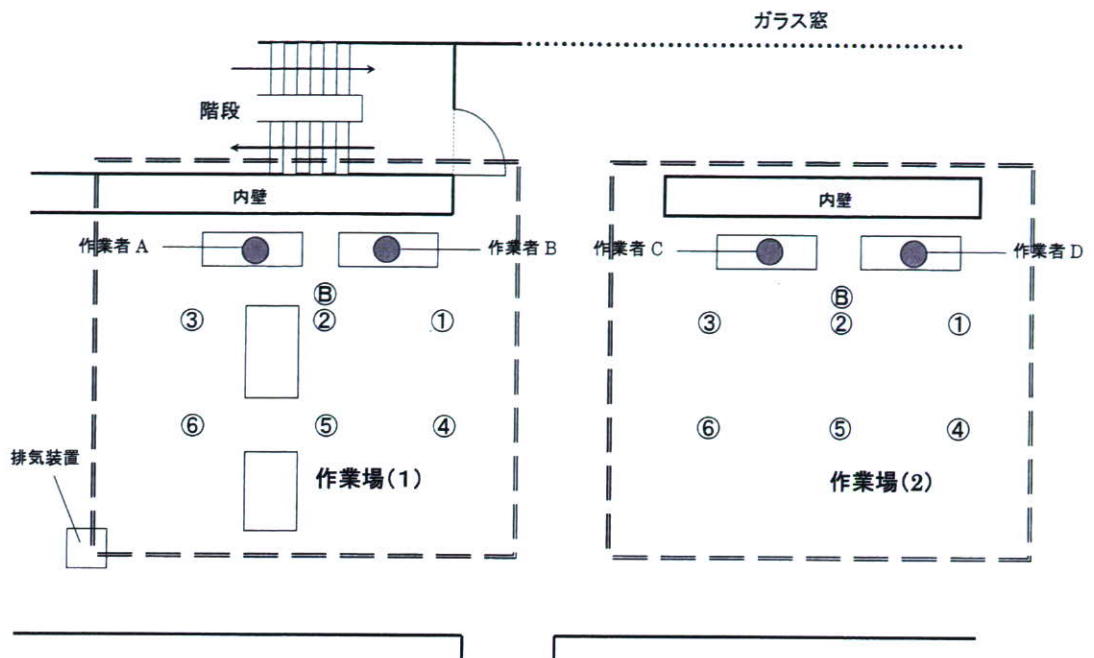 ガラス窓
階段
内壁
内壁
作業者 A
作業者 B
作業者 C
作業者 D
Ⓑ
Ⓑ
③
②
①
③
②
①
⑥
⑤
④
⑥
⑤
④
排気装置
作業場(1)
作業場(2)